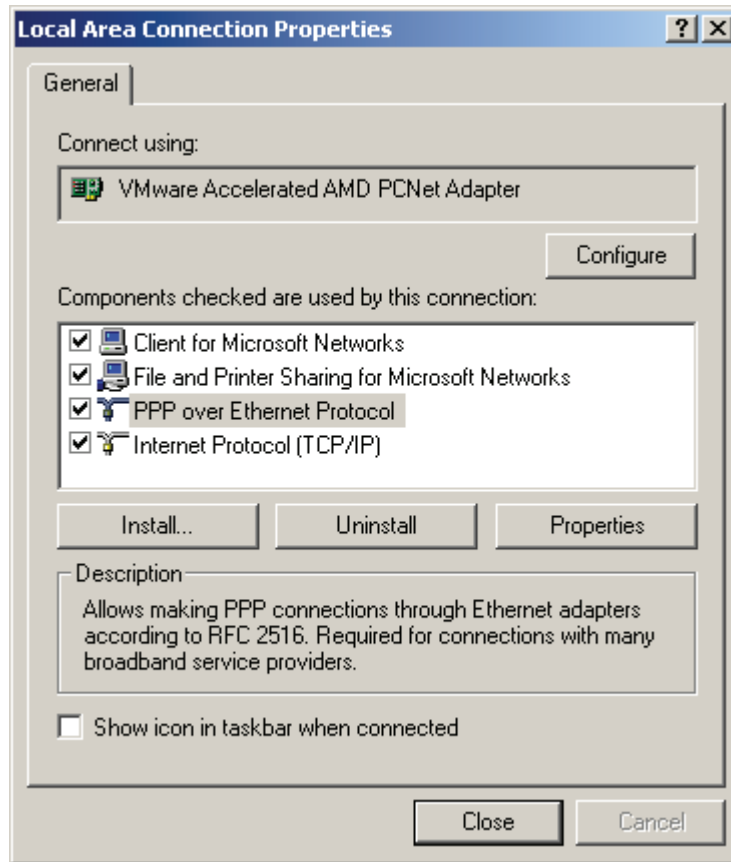 Local Area Connection Properties
General
Connect using:
VMware Accelerated AMD PCNet Adapter
Configure
Components checked are used by this connection:
Client for Microsoft Networks
File and Printer Sharing for Microsoft Networks
PPP over Ethernet Protocol
Internet Protocol (TCP/IP)
Install... Uninstall Properties
Description
Allows making PPP connections through Ethernet adapters
according to RFC 2516. Required for connections with many
broadband service providers.
Show icon in taskbar when connected
Close Cancel